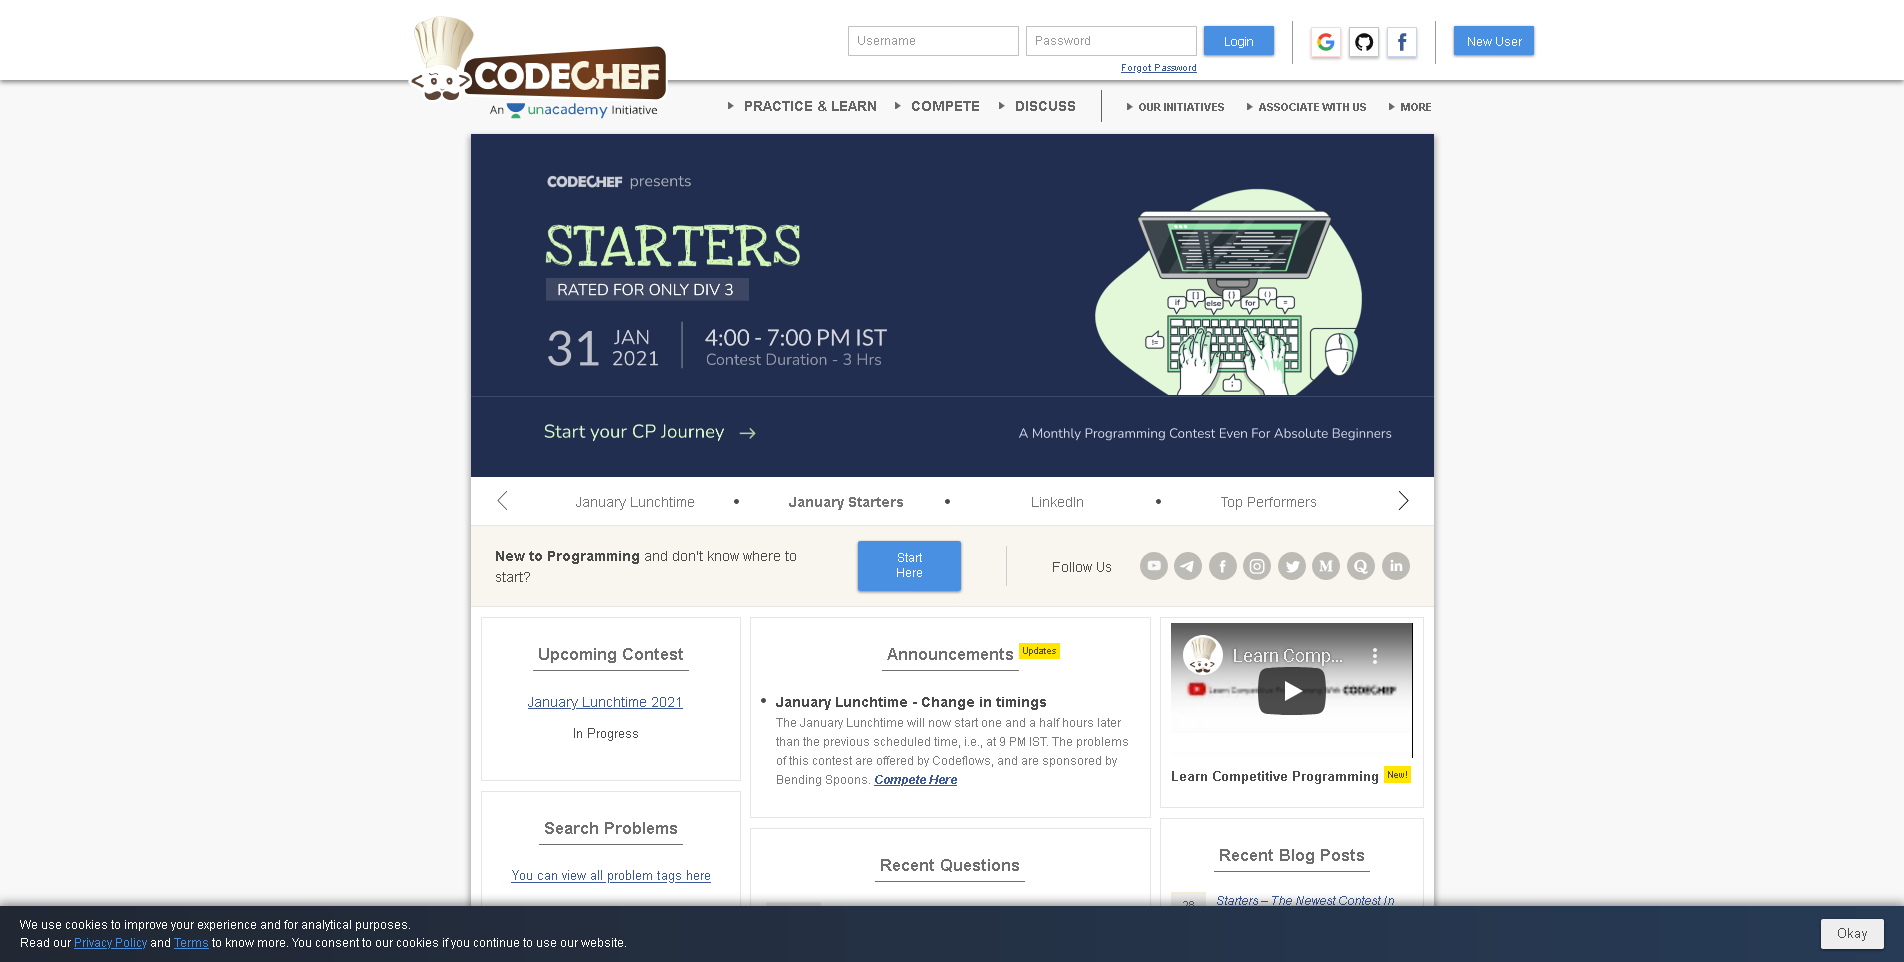 CODECHEF
An unacademy Initiative
Username
Password
Login
New User
Forgot Password
PRACTICE & LEARN
COMPETE
DISCUSS
OUR INITIATIVES
ASSOCIATE WITH US
MORE
CODECHEF presents
STARTERS
RATED FOR ONLY DIV 3
31 JAN 2021
4:00 - 7:00 PM IST
Contest Duration - 3 Hrs
if
[ ]
else
{ }
for
( )
=
!=
;
Start your CP Journey
A Monthly Programming Contest Even For Absolute Beginners
January Lunchtime
January Starters
LinkedIn
Top Performers
New to Programming and don't know where to
start?
Start
Here
Follow Us
Upcoming Contest
January Lunchtime 2021
In Progress
Search Problems
You can view all problem tags here
Announcements Updates
January Lunchtime - Change in timings
The January Lunchtime will now start one and a half hours later
than the previous scheduled time, i.e., at 9 PM IST. The problems
of this contest are offered by Codeflows, and are sponsored by
Bending Spoons. Compete Here
Recent Questions
Learn Comp...
Learn Competitive Programming With CODECHEF
Learn Competitive Programming New!
Recent Blog Posts
28
Starters – The Newest Contest In
We use cookies to improve your experience and for analytical purposes.
Read our Privacy Policy and Terms to know more. You consent to our cookies if you continue to use our website.
Okay